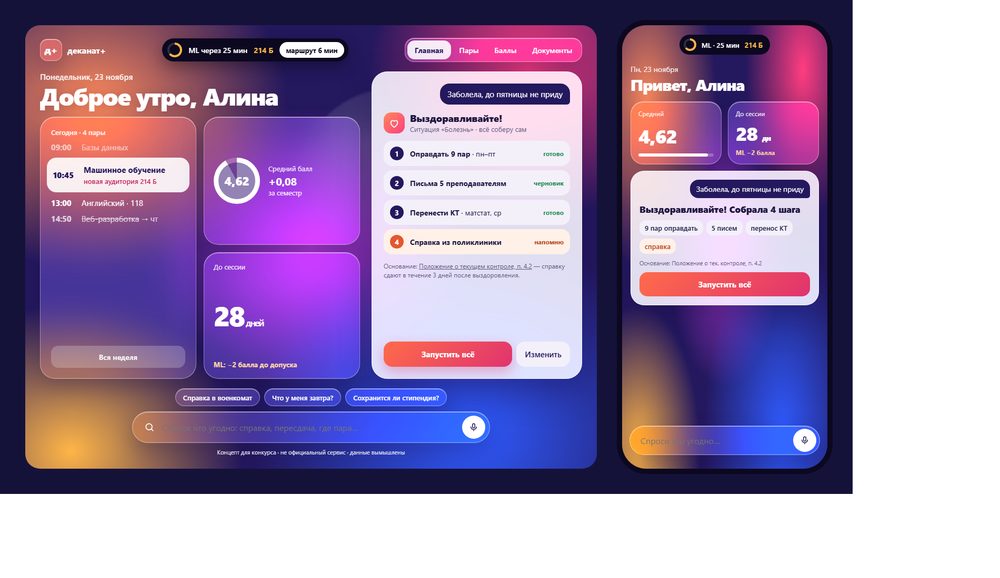 д+ деканат+
ML через 25 мин 214 Б маршрут 6 мин
Главная Пары Баллы Документы
Понедельник, 23 ноября
Доброе утро, Алина
Сегодня · 4 пары
09:00 Базы данных
10:45 Машинное обучение
новая аудитория 214 Б
13:00 Английский · 118
14:50 Веб-разработка → чт
Вся неделя
4,62
Средний балл
+0,08
за семестр
До сессии
28 дней
ML: −2 балла до допуска
Заболела, до пятницы не приду
Выздоравливайте!
Ситуация «Болезнь» · всё соберу сам
1 Оправдать 9 пар · пн–пт готово
2 Письма 5 преподавателям черновик
3 Перенести КТ · матстат, ср готово
4 Справка из поликлиники напомню
Основание: Положение о текущем контроле, п. 4.2 — справку
сдают в течение 3 дней после выздоровления.
Запустить всё Изменить
Справка в военкомат Что у меня завтра? Сохранится ли стипендия?
что угодно: справка, пересдача, где пара…
Концепт для конкурса · не официальный сервис · данные вымышлены
ML · 25 мин 214 Б
Пн, 23 ноября
Привет, Алина
Средний
4,62
До сессии
28 дн
ML −2 балла
Заболела, до пятницы не приду
Выздоравливайте! Собрала 4 шага
9 пар оправдать 5 писем перенос КТ
справка
Основание: Положение о тек. контроле, п. 4.2
Запустить всё
угодно…